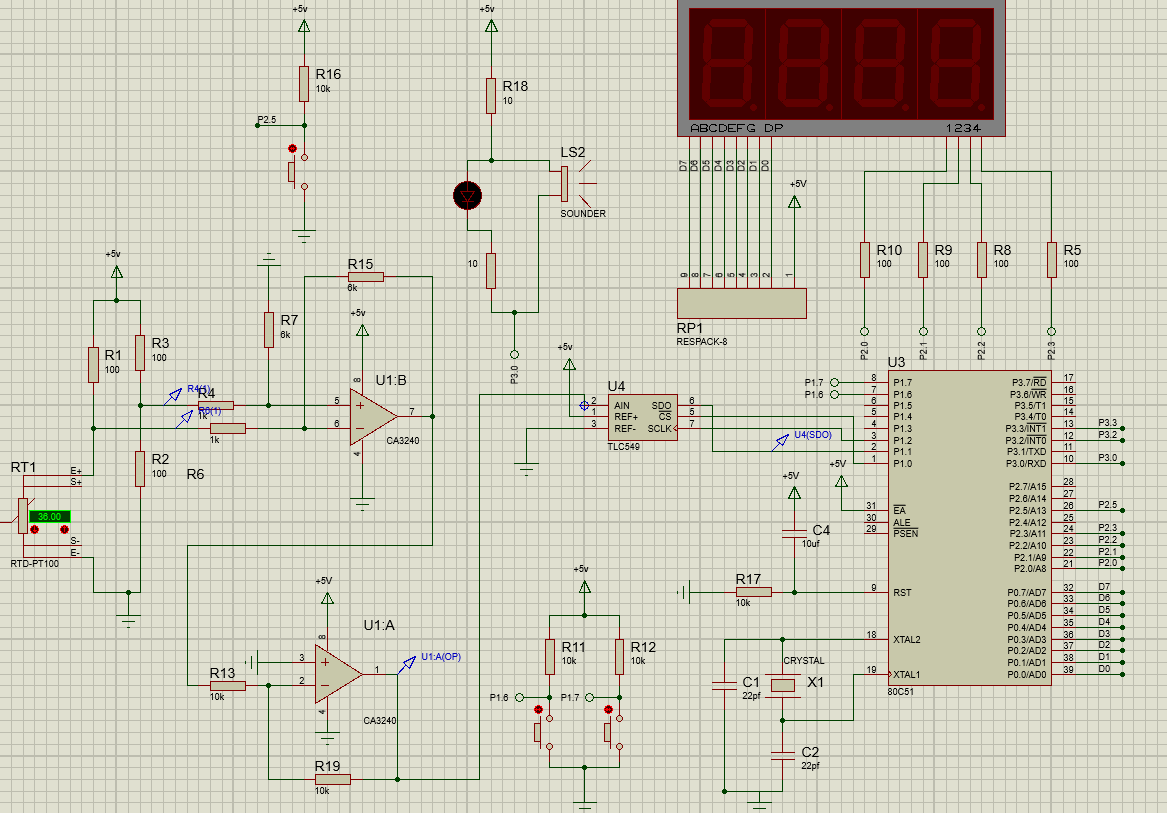 +5v
R16
10k
P2.5
+5v
R18
10
LS2
SOUNDER
10
P3.0
ABCDEFG DP
1234
D7
D6
D5
D4
D3
D2
D1
D0
+5V
9
8
7
6
5
4
3
2
1
RP1
RESPACK-8
R10
100
R9
100
R8
100
R5
100
P2.0
P2.1
P2.2
P2.3
+5v
R1
100
R3
100
R2
100
R7
6k
R15
6k
R4(1)
R4
1k
R6(1)
1k
R6
+5v
8
U1:B
5
6
7
4
CA3240
RT1
E+
S+
36.00
S-
E-
RTD-PT100
+5v
U4
2 AIN
1 REF+
3 REF-
SDO 6
CS 5
SCLK 7
TLC549
U4(SDO)
U3
P1.7
P1.6
8 P1.7
7 P1.6
6 P1.5
5 P1.4
4 P1.3
3 P1.2
2 P1.1
1 P1.0
31 EA
30 ALE
29 PSEN
9 RST
18 XTAL2
19 XTAL1
80C51
P3.7/RD 17
P3.6/WR 16
P3.5/T1 15
P3.4/T0 14
P3.3/INT1 13 P3.3
P3.2/INT0 12 P3.2
P3.1/TXD 11
P3.0/RXD 10 P3.0
P2.7/A15 28
P2.6/A14 27
P2.5/A13 26 P2.5
P2.4/A12 25
P2.3/A11 24 P2.3
P2.2/A10 23 P2.2
P2.1/A9 22 P2.1
P2.0/A8 21 P2.0
P0.7/AD7 32 D7
P0.6/AD6 33 D6
P0.5/AD5 34 D5
P0.4/AD4 35 D4
P0.3/AD3 36 D3
P0.2/AD2 37 D2
P0.1/AD1 38 D1
P0.0/AD0 39 D0
+5V
+5V
C4
10uf
R17
10k
CRYSTAL
X1
C1
22pf
C2
22pf
+5V
8
U1:A
3
2
1
4
CA3240
U1:A(OP)
R13
10k
R19
10k
+5v
R11
10k
R12
10k
P1.6
P1.7